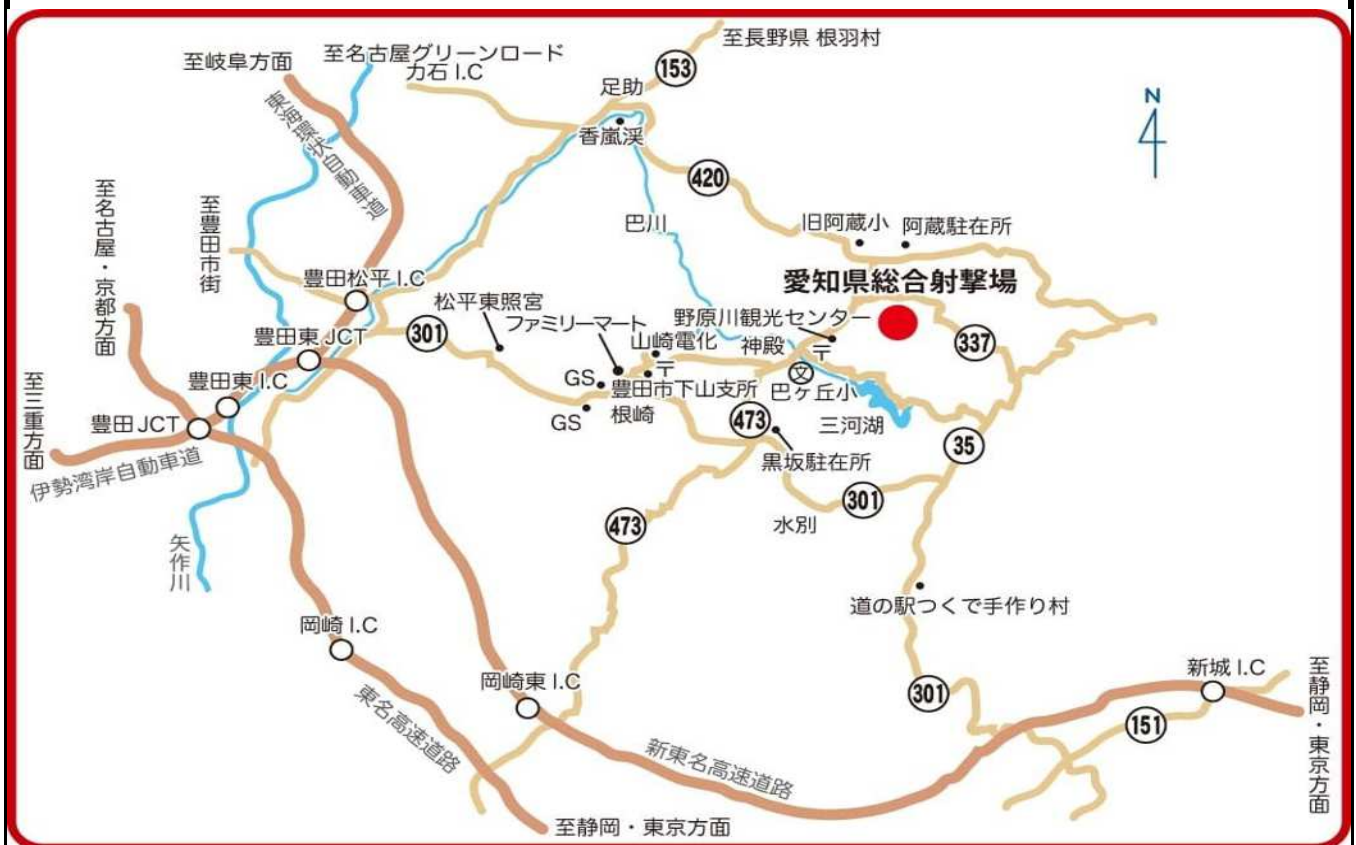 至長野県 根羽村
至名古屋グリーンロード
力石 I.C
至岐阜方面
153
足助
香嵐渓
N
東海環状自動車道
420
至名古屋・京都方面
至豊田市街
巴川
旧阿蔵小
阿蔵駐在所
豊田松平 I.C
愛知県総合射撃場
松平東照宮
ファミリーマート
野原川観光センター
301
山崎電化
神殿
〒
337
豊田東 JCT
〒
豊田東 I.C
GS
豊田市下山支所
文
巴ヶ丘小
至三重方面
豊田 JCT
GS
根崎
473
三河湖
35
伊勢湾岸自動車道
黒坂駐在所
301
473
水別
矢作川
道の駅つくで手作り村
岡崎 I.C
岡崎東 I.C
新城 I.C
至静岡・東京方面
東名高速道路
301
151
新東名高速道路
至静岡・東京方面